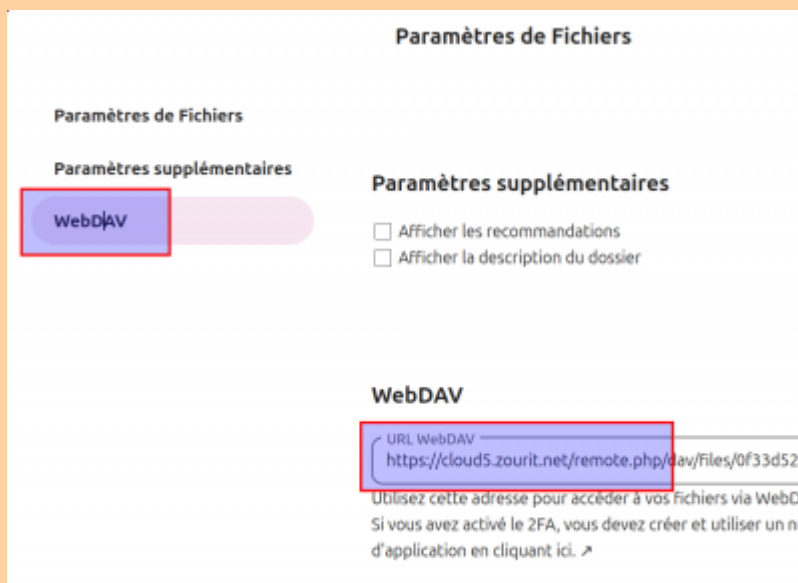 Paramètres de Fichiers
Paramètres de Fichiers
Paramètres supplémentaires
WebDAV
Paramètres supplémentaires
Afficher les recommandations
Afficher la description du dossier
WebDAV
URL WebDAV
https://cloud5.zourit.net/remote.php/dav/files/0f33d52
Utilisez cette adresse pour accéder à vos fichiers via WebD
Si vous avez activé le 2FA, vous devez créer et utiliser un n
d'application en cliquant ici. ↗